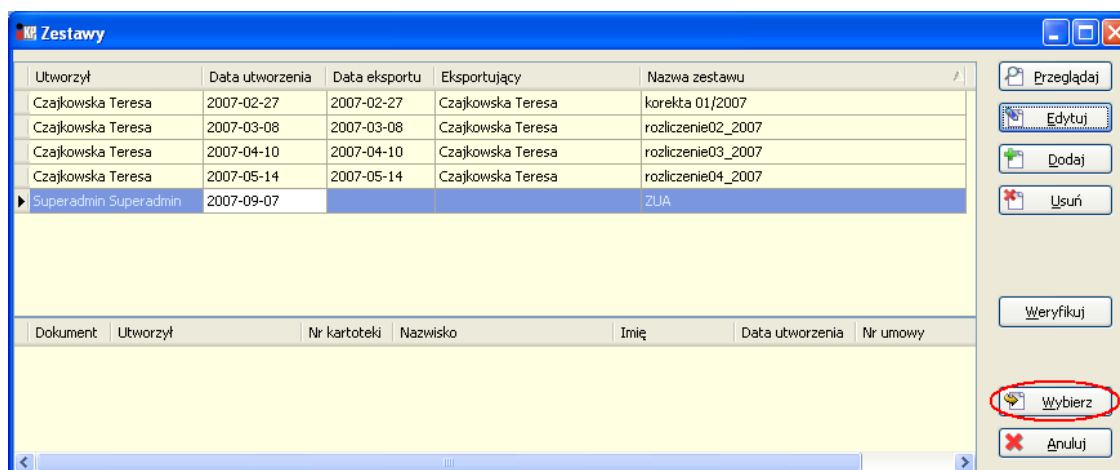 KP Zestawy
Utworzył Data utworzenia Data eksportu Eksportujący Nazwa zestawu
Czajkowska Teresa 2007-02-27 2007-02-27 Czajkowska Teresa korekta 01/2007
Czajkowska Teresa 2007-03-08 2007-03-08 Czajkowska Teresa rozliczenie02_2007
Czajkowska Teresa 2007-04-10 2007-04-10 Czajkowska Teresa rozliczenie03_2007
Czajkowska Teresa 2007-05-14 2007-05-14 Czajkowska Teresa rozliczenie04_2007
Superadmin Superadmin 2007-09-07 ZUA
Przeglądaj
Edytuj
Dodaj
Usuń
Weryfikuj
Dokument Utworzył Nr kartoteki Nazwisko Imię Data utworzenia Nr umowy
Wybierz
Anuluj